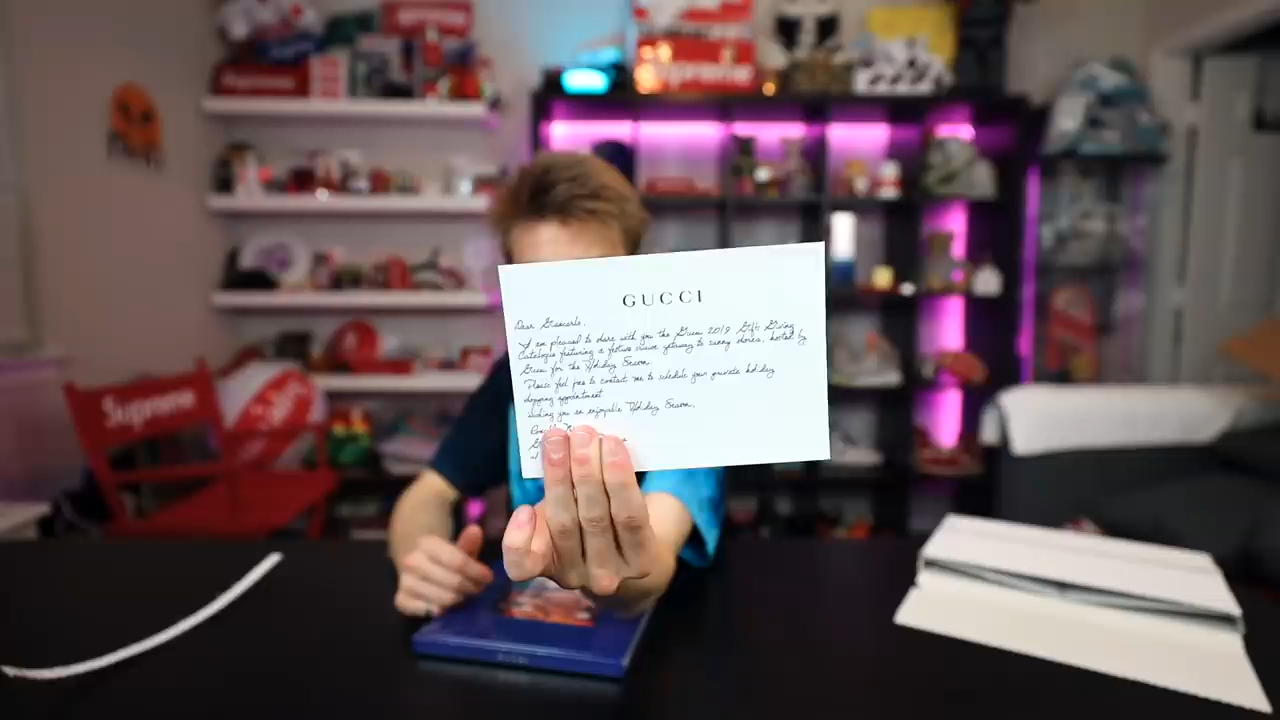 Supreme
Supreme
GUCCI
Dear Giancarlo,
I am pleased to share with you the Gucci 2019 Gift Giving
Catalogue featuring a festive cruise getaway to sunny shores, hosted by
Gucci for the Holiday Season.
Please feel free to contact me to schedule your private holiday
shopping appointment
wishing you an enjoyable Holiday Season,